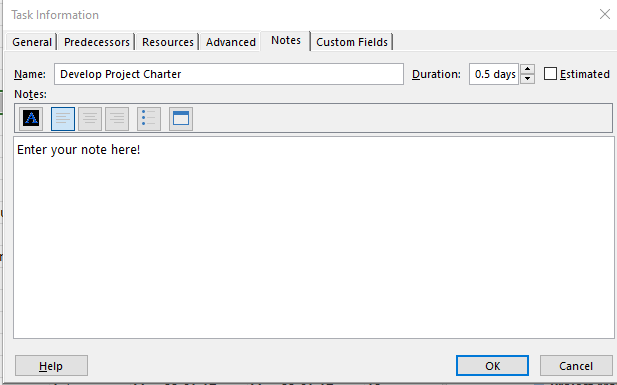 Task Information
General Predecessors Resources Advanced Notes Custom Fields
Name: Develop Project Charter Duration: 0.5 days Estimated
Notes:
A
Enter your note here!
Help OK Cancel